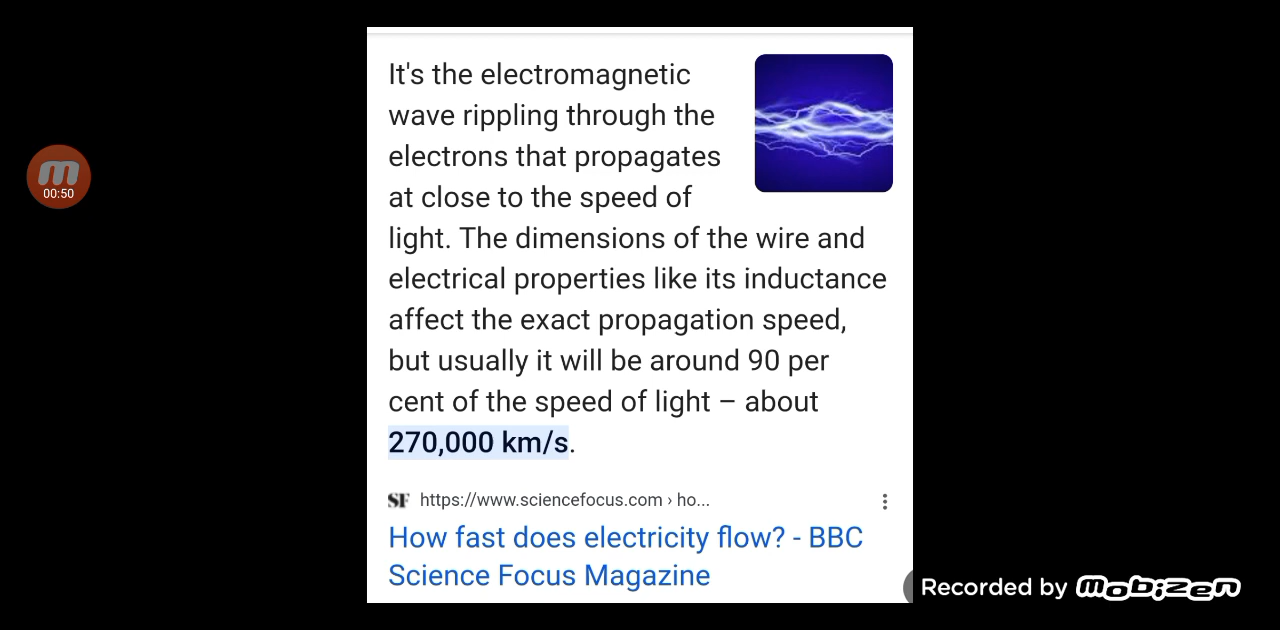 It's the electromagnetic
wave rippling through the
electrons that propagates
at close to the speed of
light. The dimensions of the wire and
electrical properties like its inductance
affect the exact propagation speed,
but usually it will be around 90 per
cent of the speed of light – about
270,000 km/s.
SF https://www.sciencefocus.com › ho...
How fast does electricity flow? - BBC
Science Focus Magazine
m
00:50
Recorded by mobizen